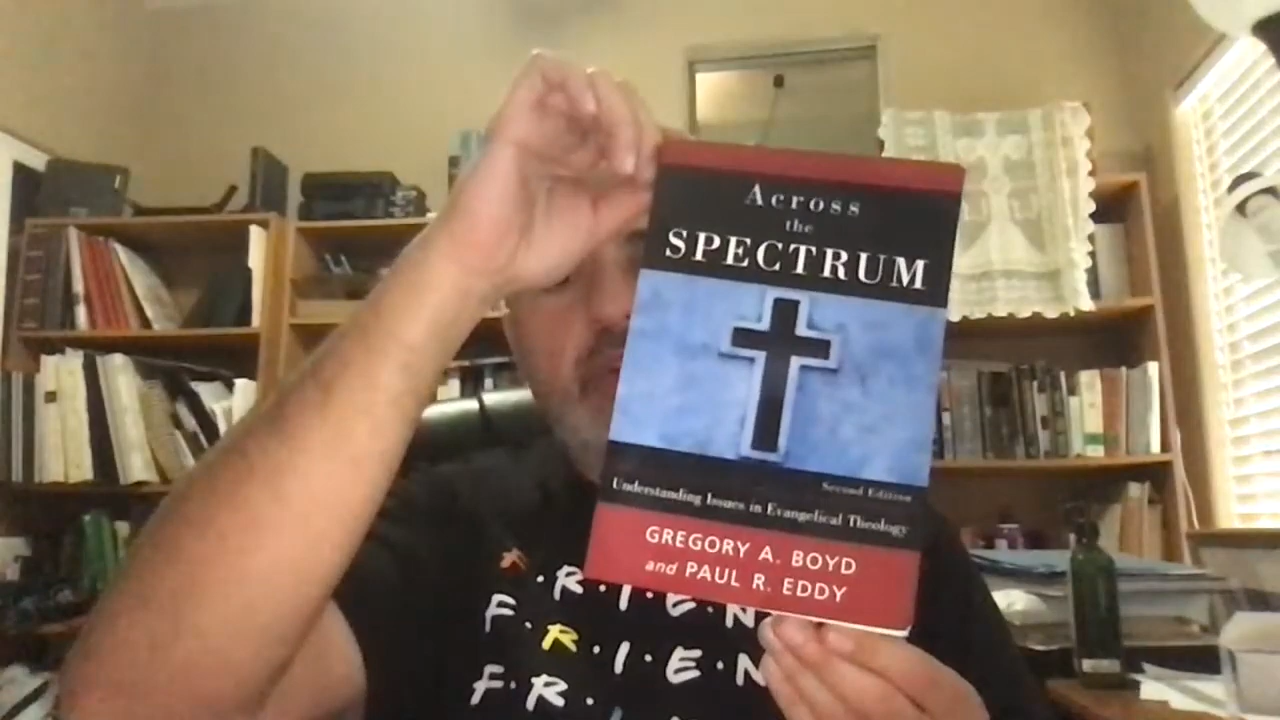 Across
the
SPECTRUM
Second Edition
Understanding Issues in Evangelical Theology
GREGORY A. BOYD
and PAUL R. EDDY
R·I·E·N
F·R·I·E·N
F·R·